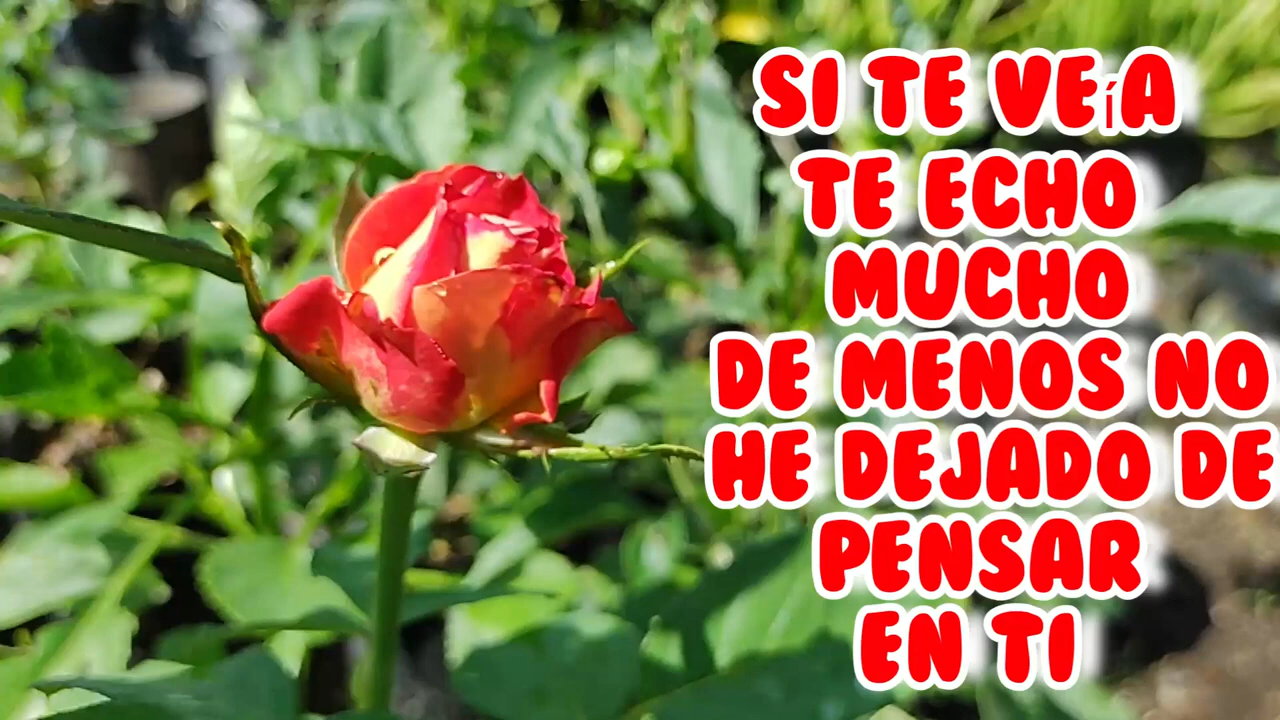 SI TE VEíA
TE ECHO
MUCHO
DE MENOS NO
HE DEJADO DE
PENSAR
EN TI